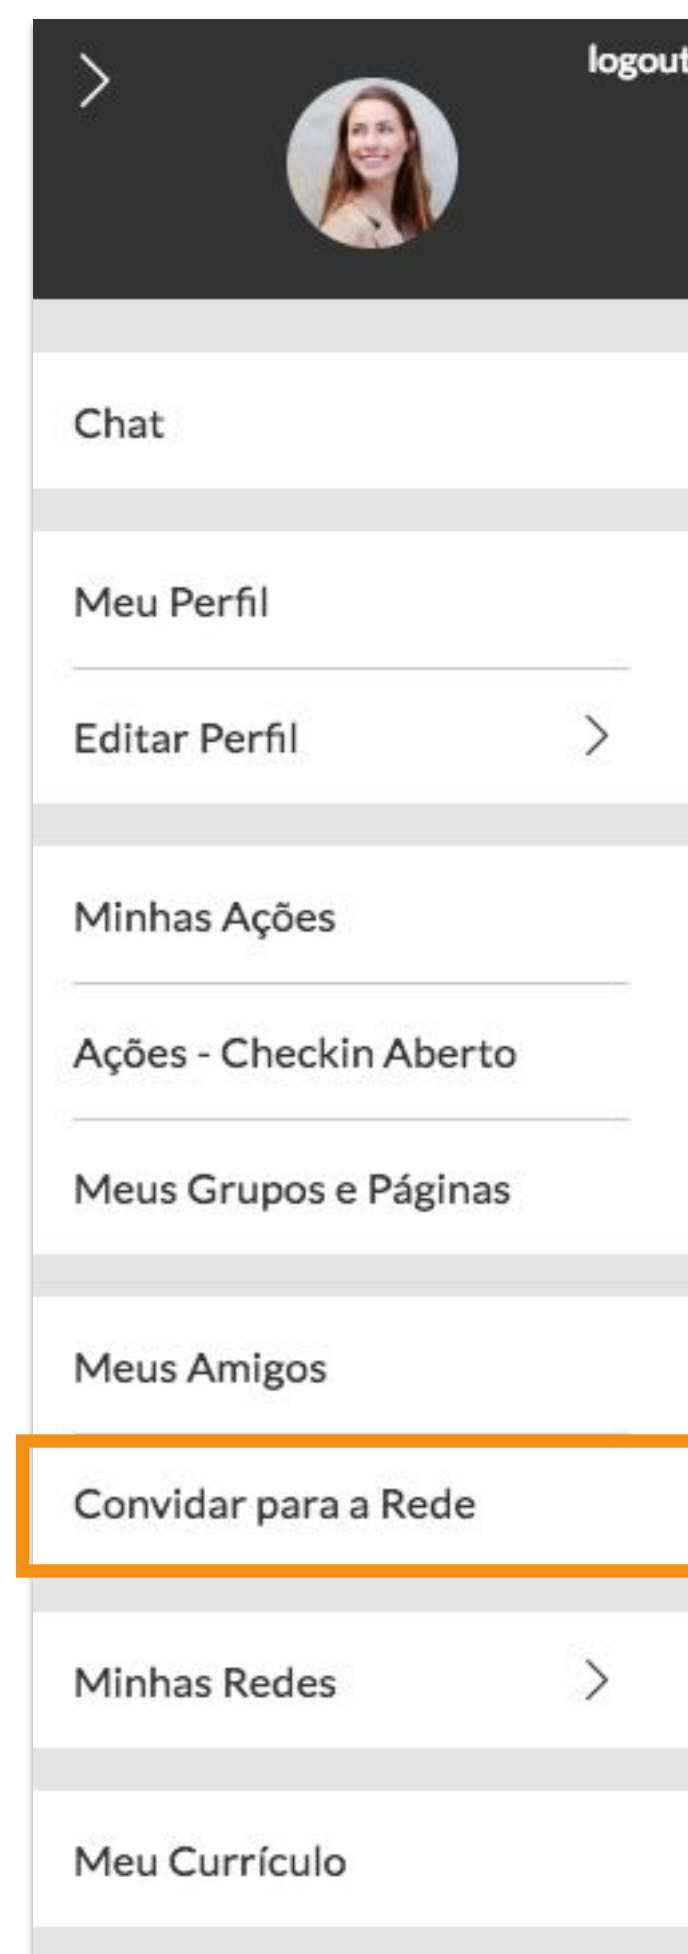 logout
Chat
Meu Perfil
Editar Perfil
Minhas Ações
Ações - Checkin Aberto
Meus Grupos e Páginas
Meus Amigos
Convidar para a Rede
Minhas Redes
Meu Currículo